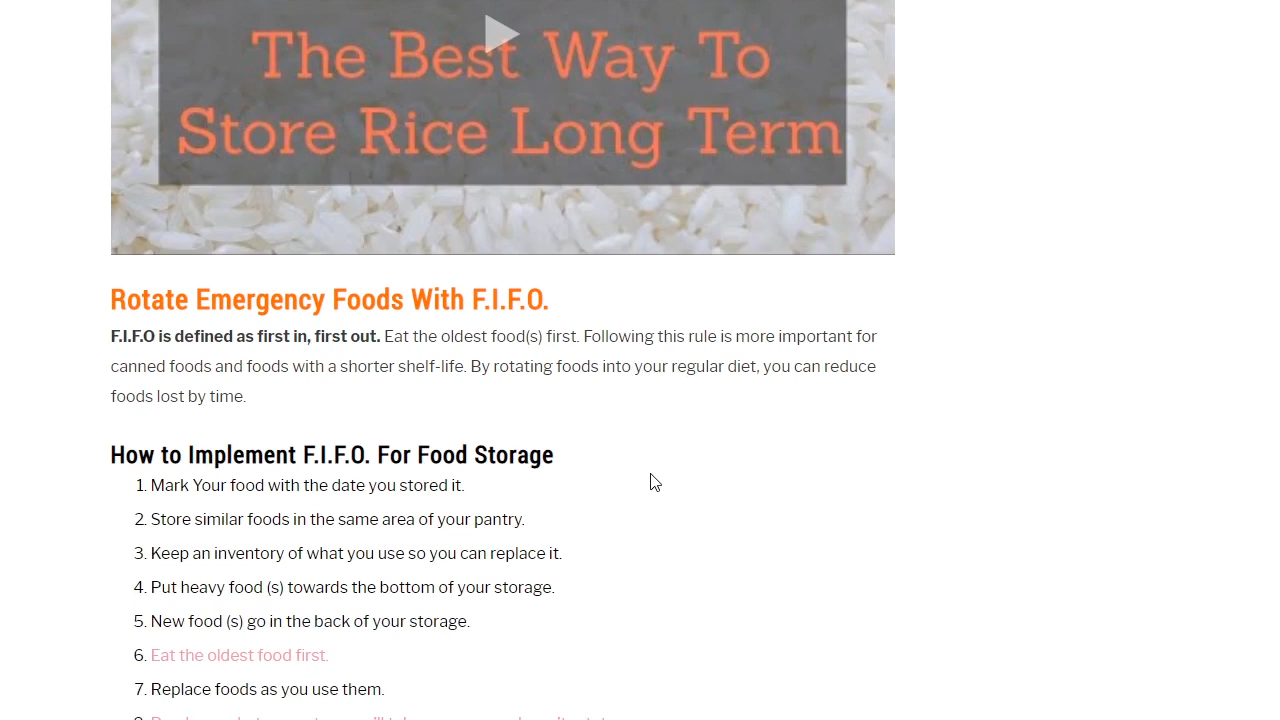 The Best Way To
Store Rice Long Term
Rotate Emergency Foods With F.I.F.O.
F.I.F.O is defined as first in, first out. Eat the oldest food(s) first. Following this rule is more important for
canned foods and foods with a shorter shelf-life. By rotating foods into your regular diet, you can reduce
foods lost by time.
How to Implement F.I.F.O. For Food Storage
1. Mark Your food with the date you stored it.
2. Store similar foods in the same area of your pantry.
3. Keep an inventory of what you use so you can replace it.
4. Put heavy food (s) towards the bottom of your storage.
5. New food (s) go in the back of your storage.
6. Eat the oldest food first.
7. Replace foods as you use them.